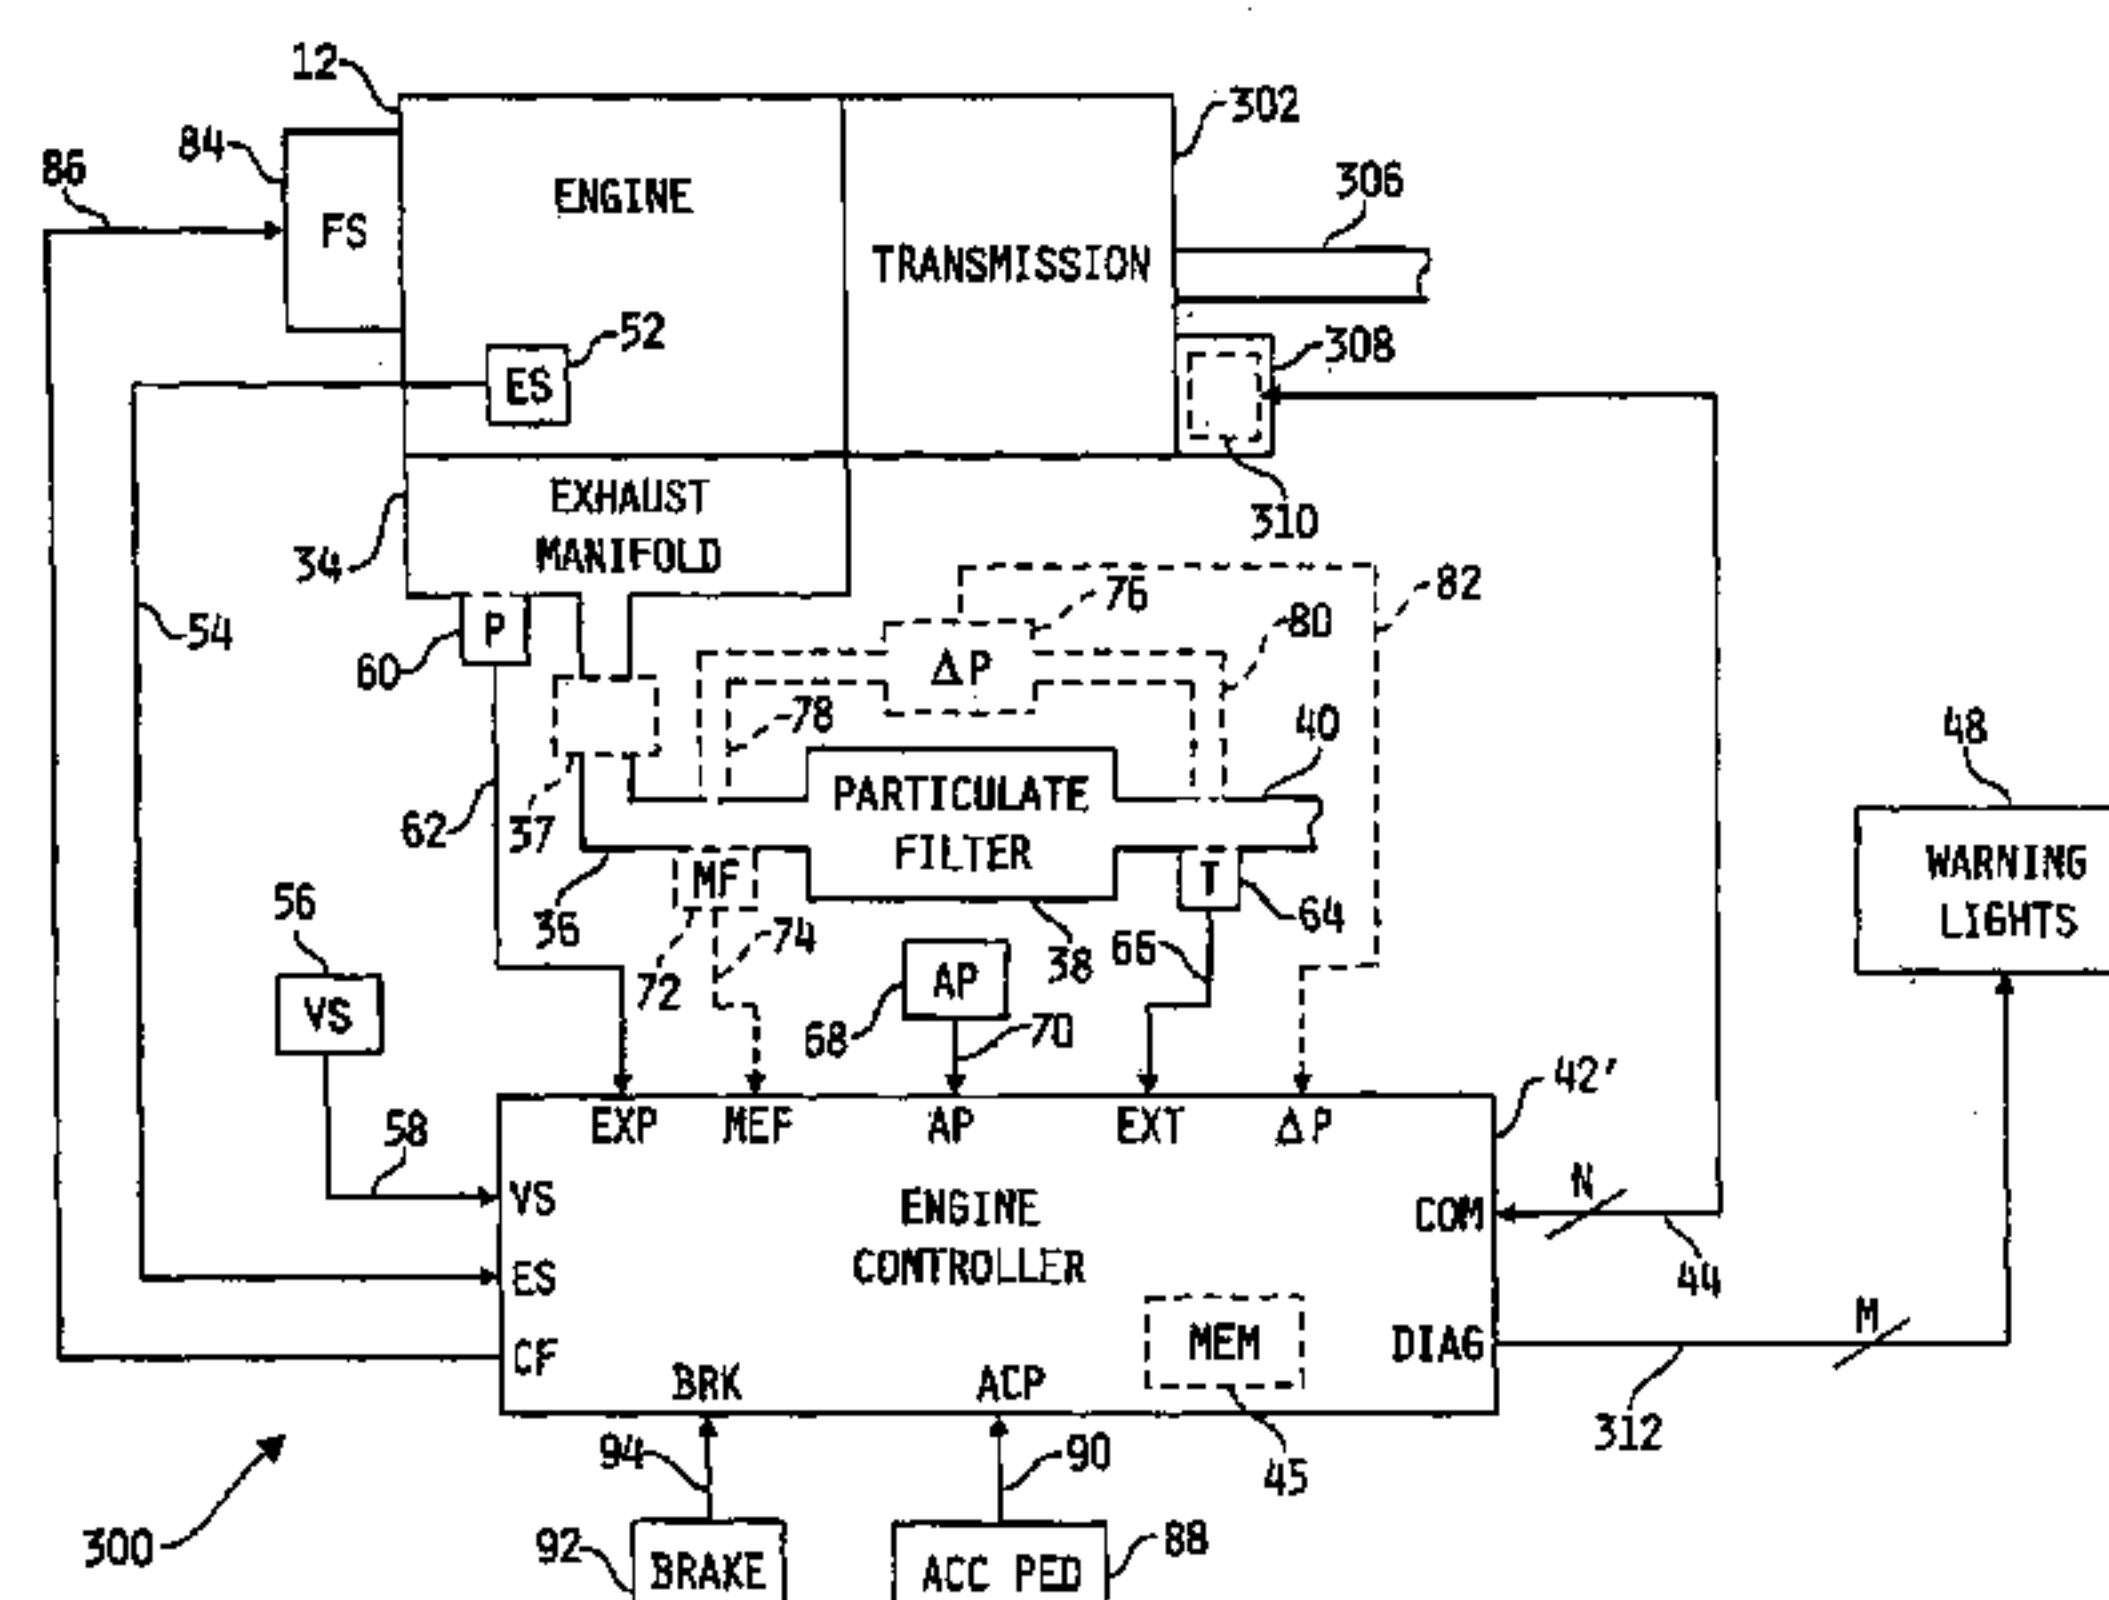 12
302
84
86
306
ENGINE
FS
TRANSMISSION
52
308
ES
EXHAUST
MANIFOLD
310
34
76
82
80
54
P
60
ΔP
78
40
48
PARTICULATE
FILTER
62
37
MF
T
WARNING
LIGHTS
56
36
64
74
66
38
72
AP
VS
68
70
42'
EXP MEF AP EXT ΔP
58
N
VS
ENGINE
CONTROLLER
COM
44
ES
M
MEM
DIAG
CF
BRK
ACP
312
94
90
45
300
92
BRAKE
ACC PED
88